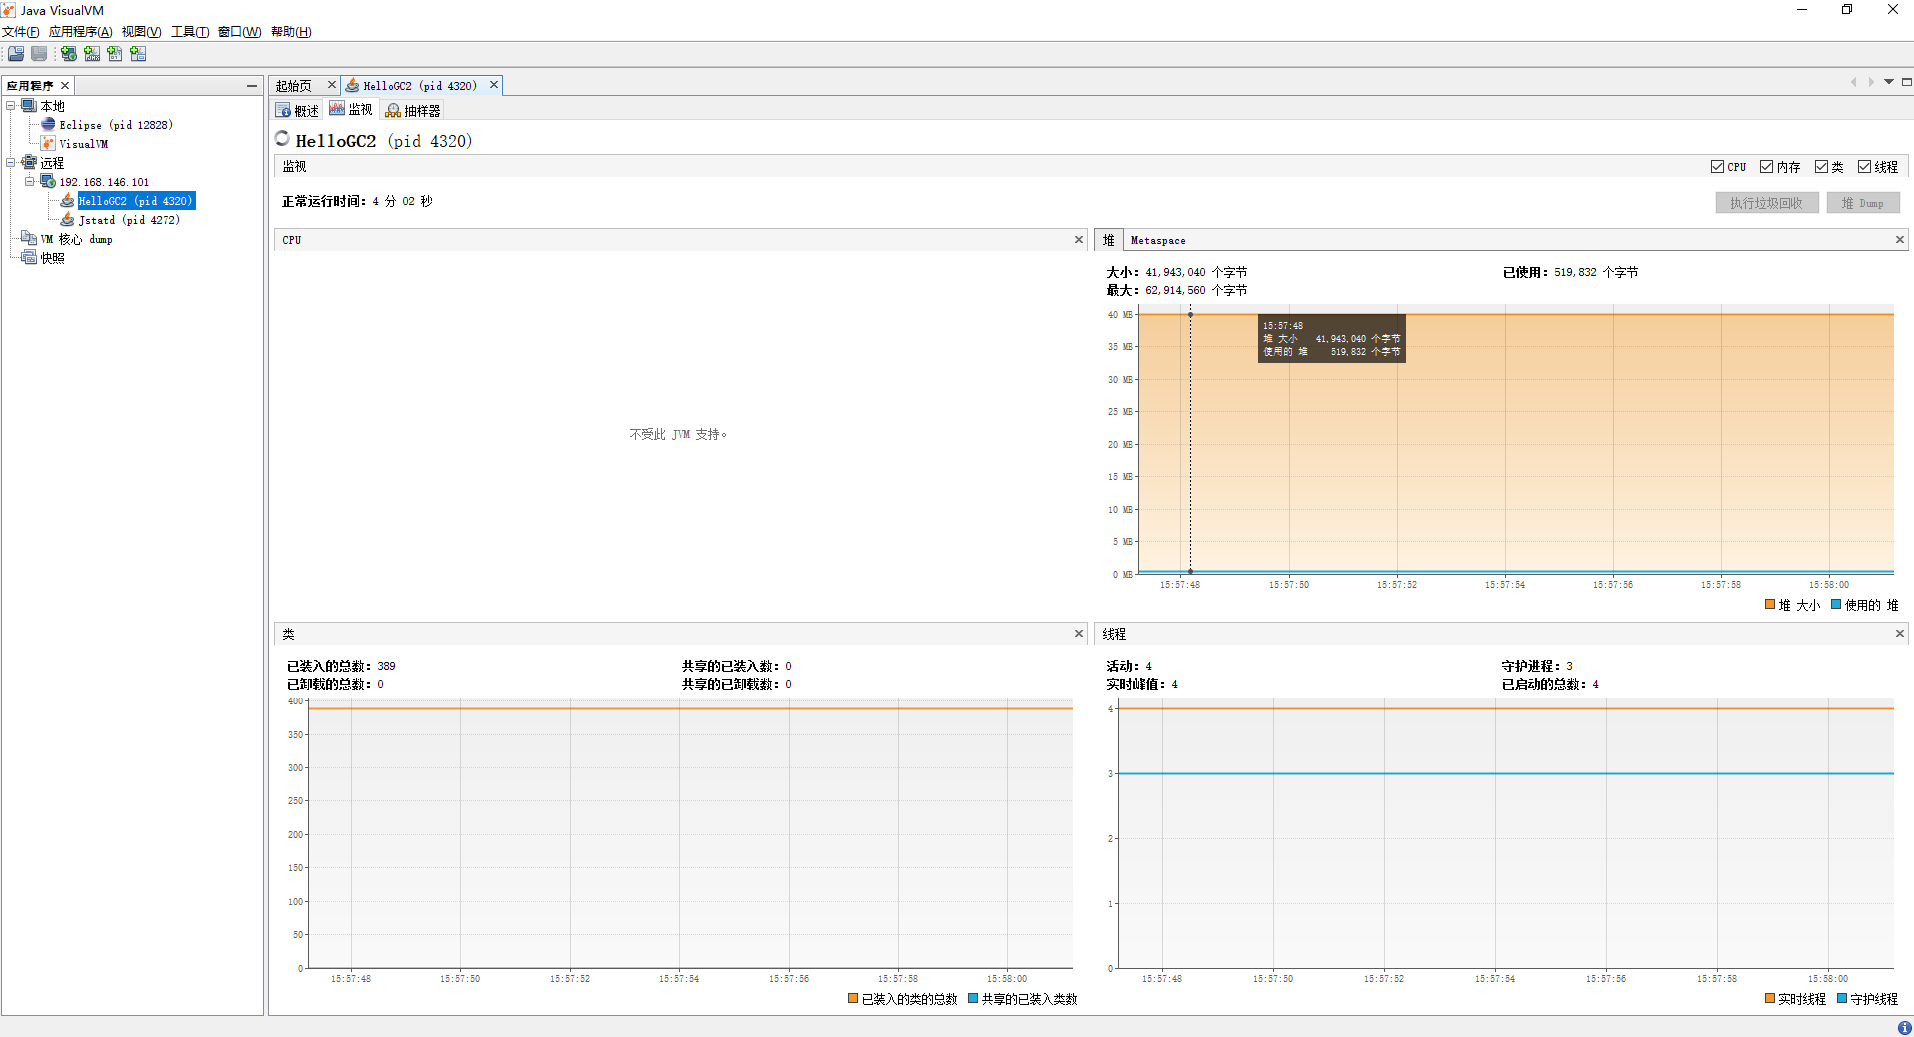 Java VisualVM
文件(F) 应用程序(A) 视图(V) 工具(T) 窗口(W) 帮助(H)
应用程序
本地
Eclipse (pid 12828)
VisualVM
远程
192.168.146.101
HelloGC2 (pid 4320)
Jstatd (pid 4272)
VM 核心 dump
快照
起始页 HelloGC2 (pid 4320)
概述 监视 抽样器
HelloGC2 (pid 4320)
监视 CPU 内存 类 线程
正常运行时间: 4 分 02 秒
执行垃圾回收 堆 Dump
CPU
不受此 JVM 支持。
堆 Metaspace
大小: 41,943,040 个字节 已使用: 519,832 个字节
最大: 62,914,560 个字节
40 MB
35 MB
30 MB
25 MB
20 MB
15 MB
10 MB
5 MB
0 MB
15:57:48
堆 大小 41,943,040 个字节
使用的 堆 519,832 个字节
15:57:48 15:57:50 15:57:52 15:57:54 15:57:56 15:57:58 15:58:00
堆 大小 使用的 堆
类
已装入的总数: 389 共享的已装入数: 0
已卸载的总数: 0 共享的已卸载数: 0
400
350
300
250
200
150
100
50
0
15:57:48 15:57:50 15:57:52 15:57:54 15:57:56 15:57:58 15:58:00
已装入的类的总数 共享的已装入类数
线程
活动: 4 守护进程: 3
实时峰值: 4 已启动的总数: 4
4
3
2
1
0
15:57:48 15:57:50 15:57:52 15:57:54 15:57:56 15:57:58 15:58:00
实时线程 守护线程